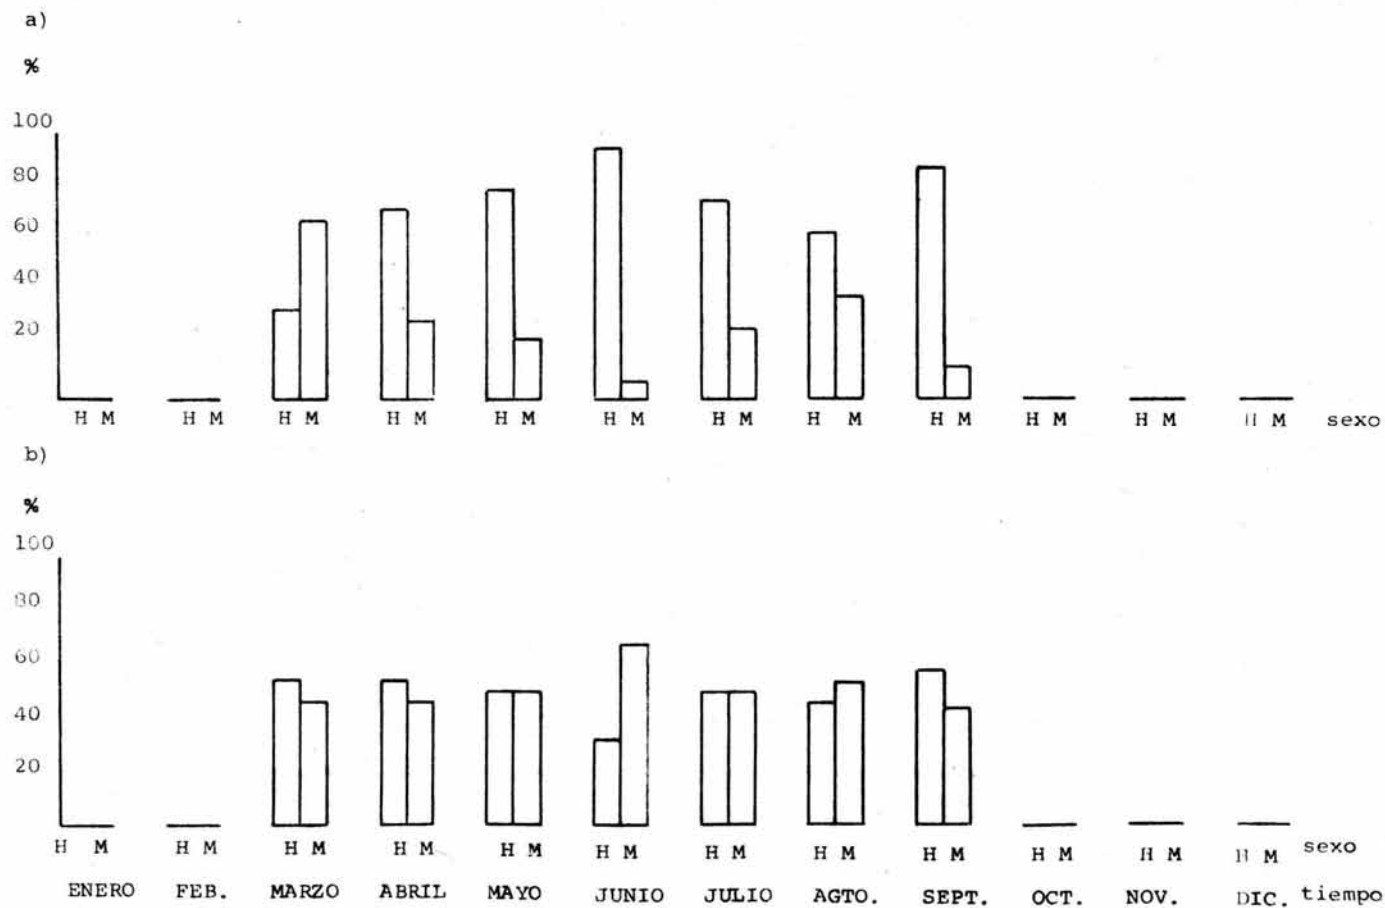 a)
%
100
80
60
40
20
H M H M H M H M H M H M H M H M H M H M H M H M sexo
b)
%
100
80
60
40
20
H M H M H M H M H M H M H M H M H M H M H M H M sexo
ENERO FEB. MARZO ABRIL MAYO JUNIO JULIO AGTO. SEPT. OCT. NOV. DIC. tiempo